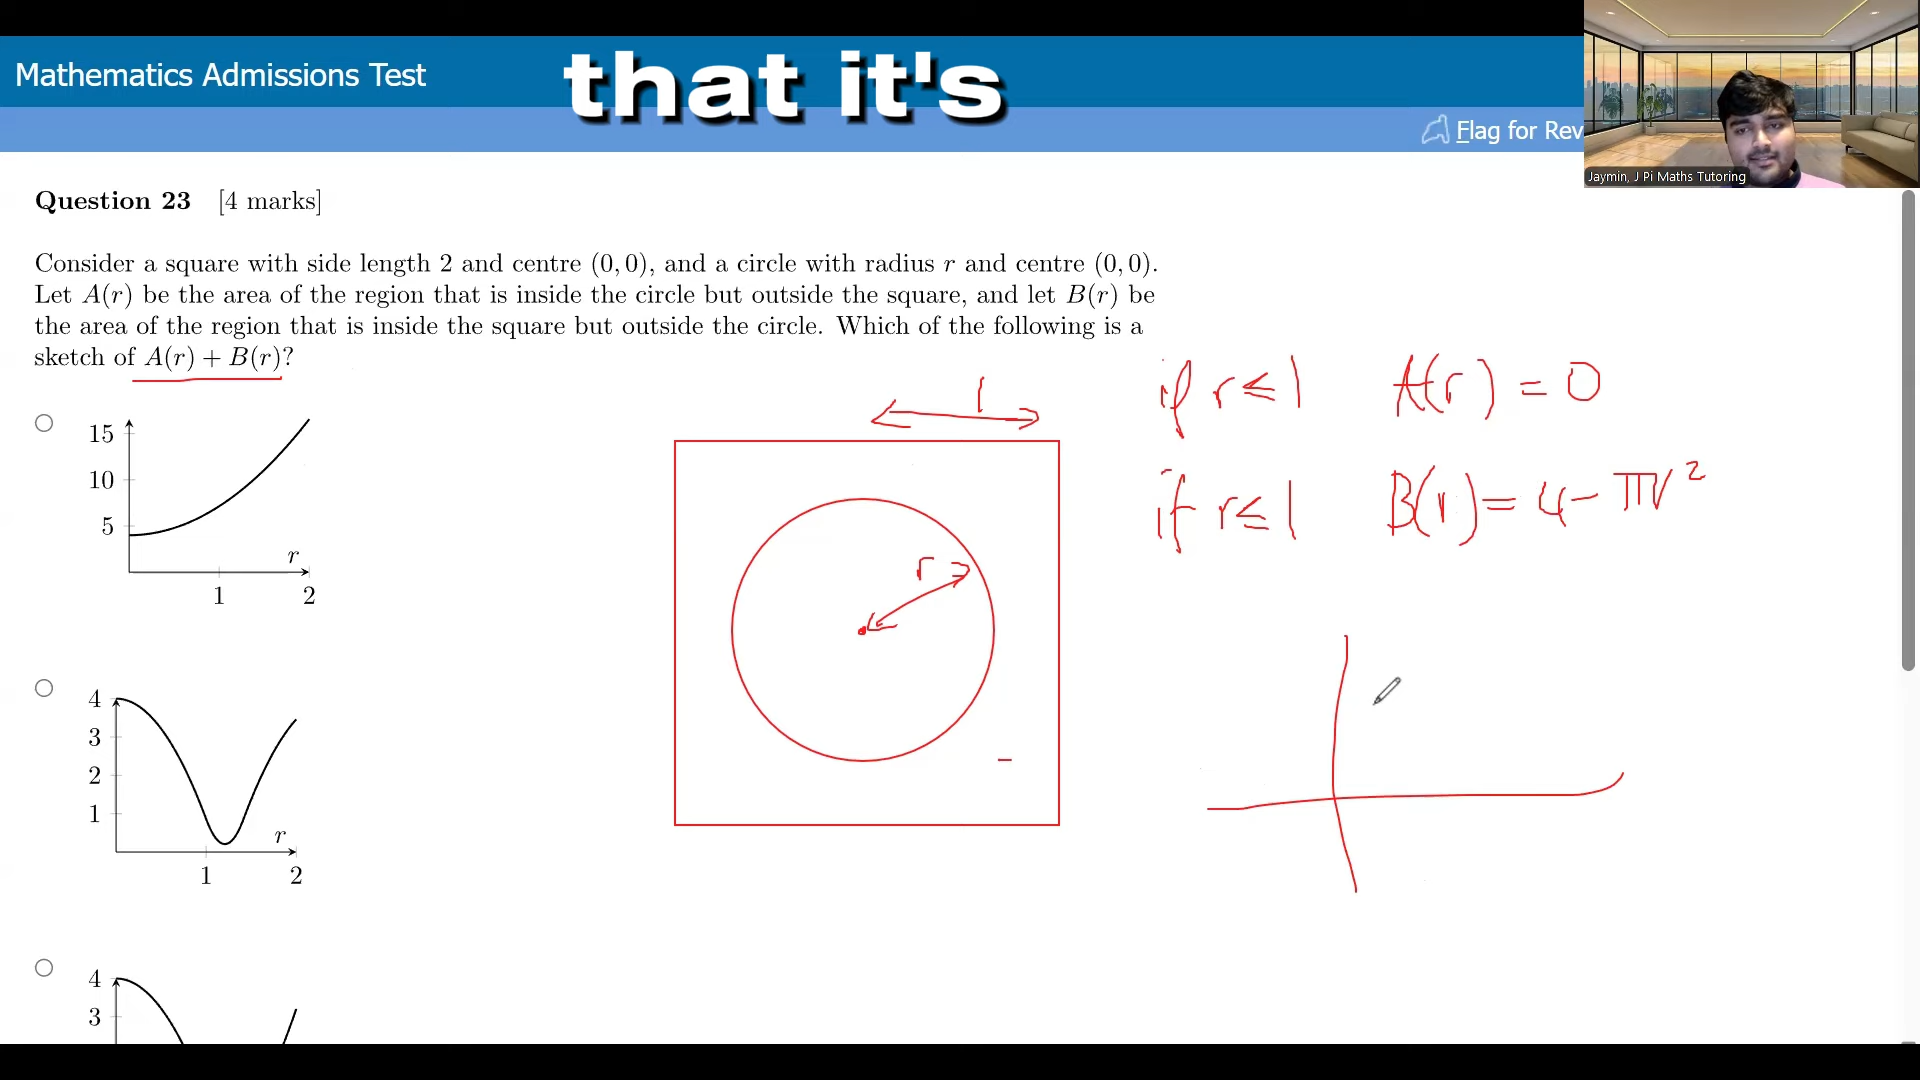 Mathematics Admissions Test
that it's
Flag for Rev
Jaymin, J Pi Maths Tutoring
Question 23 [4 marks]
Consider a square with side length 2 and centre (0, 0), and a circle with radius r and centre (0, 0).
Let A(r) be the area of the region that is inside the circle but outside the square, and let B(r) be
the area of the region that is inside the square but outside the circle. Which of the following is a
sketch of A(r) + B(r)?
if r ≤ 1 A(r) = 0
if r ≤ 1 B(r) = 4 - πr²
1
r
15
10
5
r
1 2
4
3
2
1
r
1 2
4
3